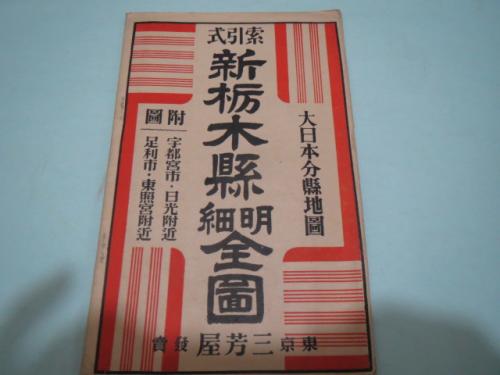 索引式
大日本分縣地圖
新栃木縣明細全圖
附圖
宇都宮市・日光附近
足利市・東照宮附近
東京三芳屋發賣